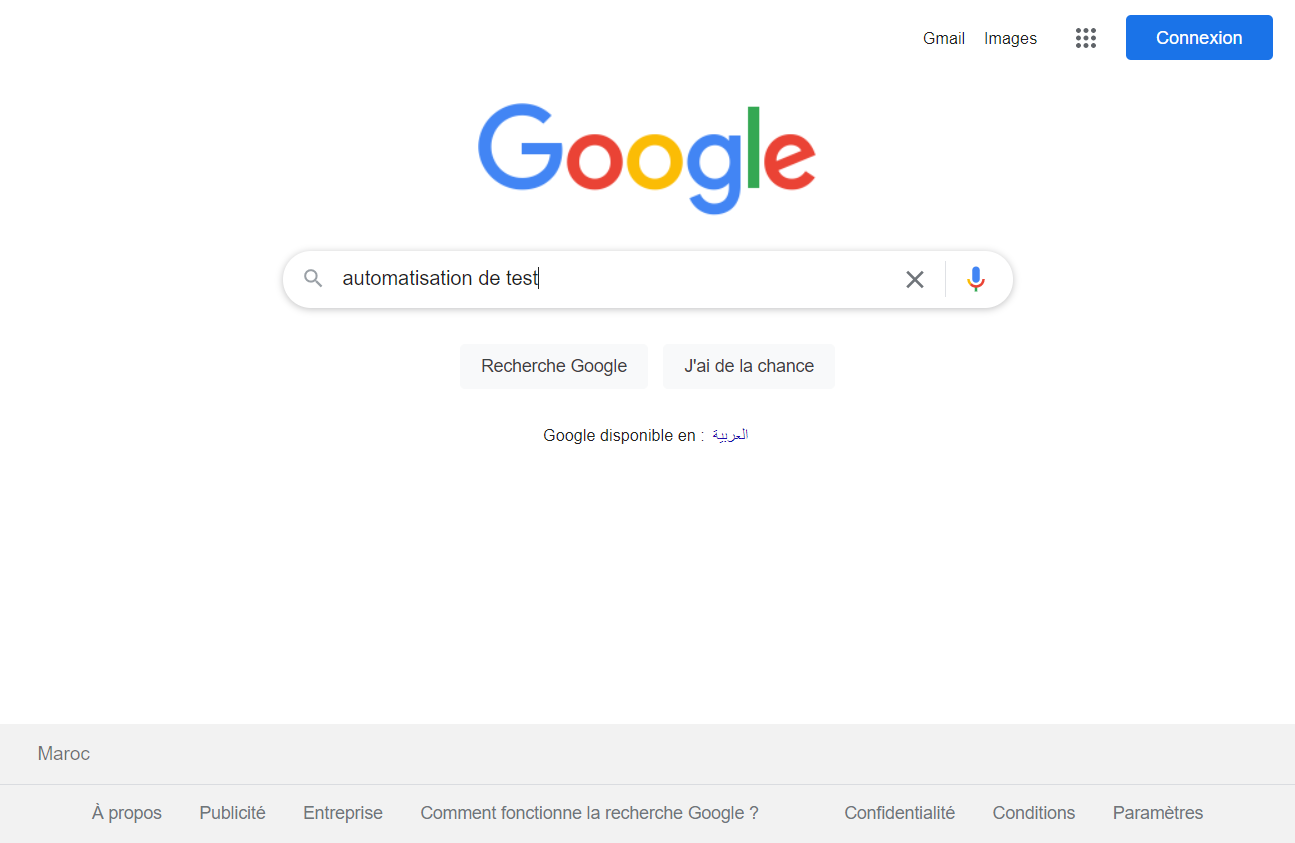 Gmail Images Connexion
Google
automatisation de test
Recherche Google J'ai de la chance
Google disponible en : العربية
Maroc
À propos Publicité Entreprise Comment fonctionne la recherche Google ? Confidentialité Conditions Paramètres